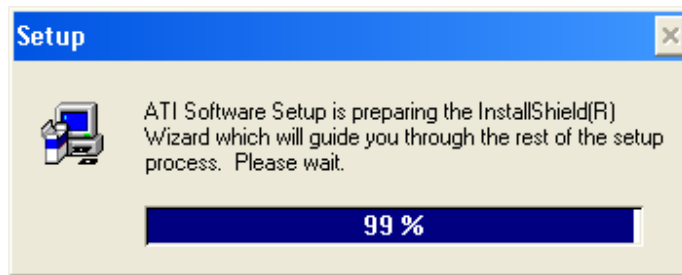 Setup
ATI Software Setup is preparing the InstallShield(R)
Wizard which will guide you through the rest of the setup
process.  Please wait.
99 %